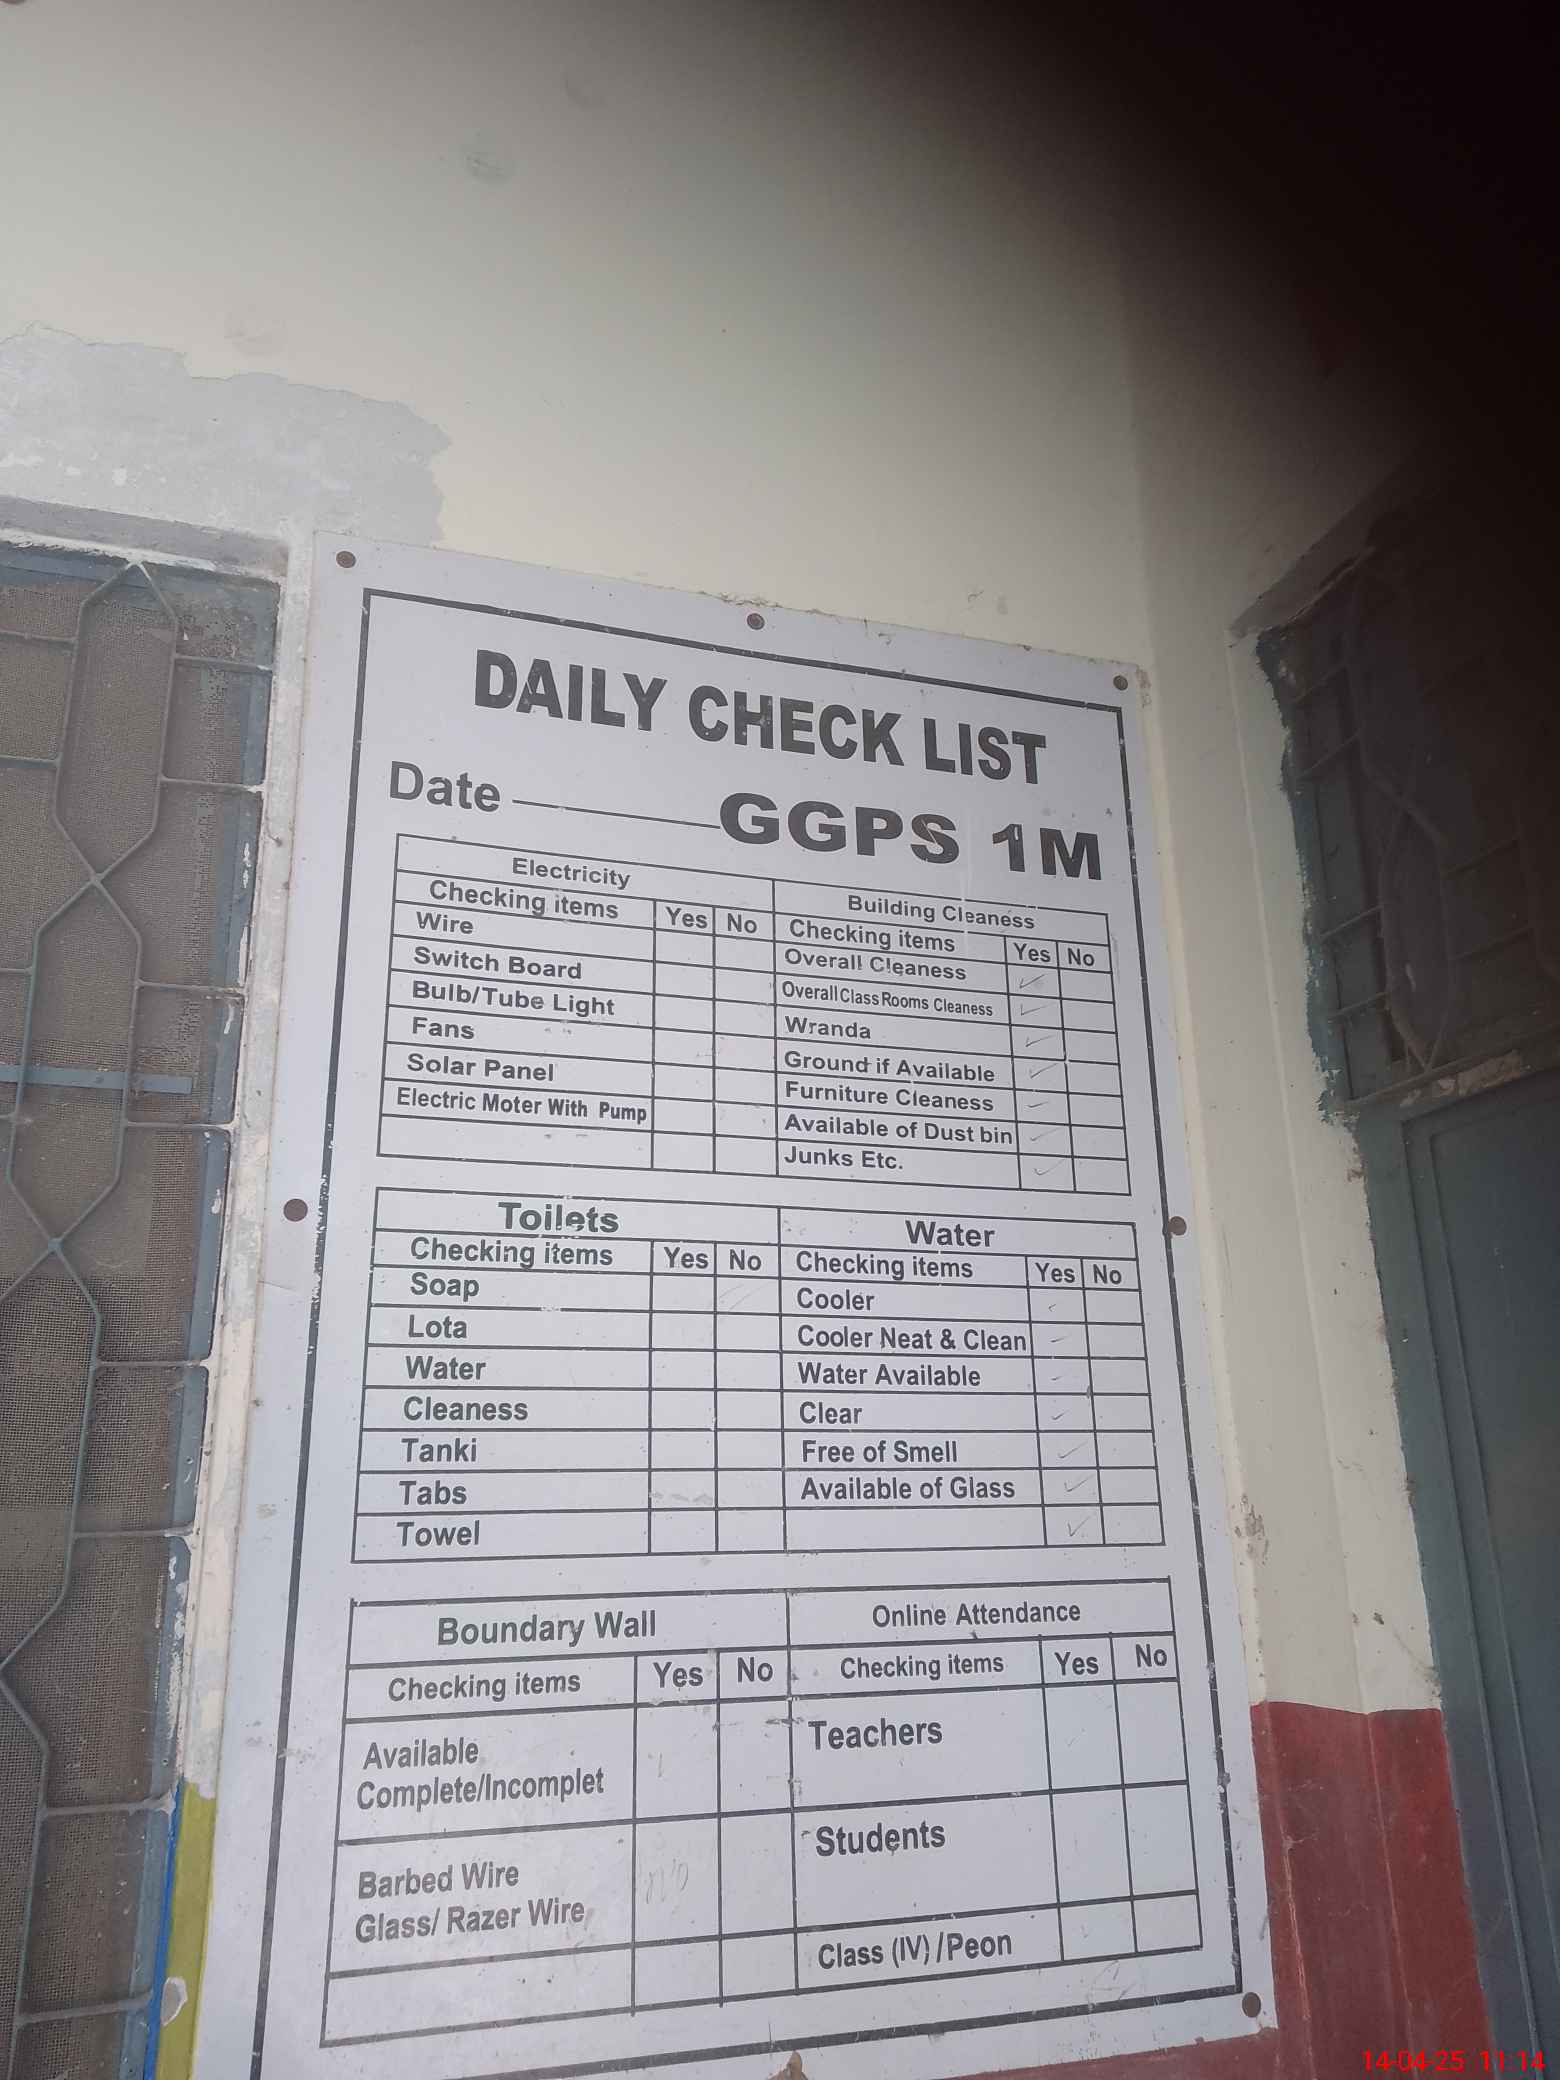 DAILY CHECK LIST
Date
GGPS 1M
Electricity
Checking items Yes No
Wire
Switch Board
Bulb/Tube Light
Fans
Solar Panel
Electric Moter With Pump
Building Cleaness
Checking items Yes No
Overall Cleaness ✓
Overall Class Rooms Cleaness ✓
Wranda ✓
Ground if Available ✓
Furniture Cleaness ✓
Available of Dust bin ✓
Junks Etc. ✓
Toilets
Checking items Yes No
Soap
Lota
Water
Cleaness
Tanki
Tabs
Towel
Water
Checking items Yes No
Cooler ✓
Cooler Neat & Clean ✓
Water Available ✓
Clear ✓
Free of Smell ✓
Available of Glass ✓
✓
Boundary Wall
Checking items Yes No
Available
Complete/Incomplet
Barbed Wire
Glass/ Razer Wire
Online Attendance
Checking items Yes No
Teachers
Students
Class (IV) /Peon
14-04-25 11:14